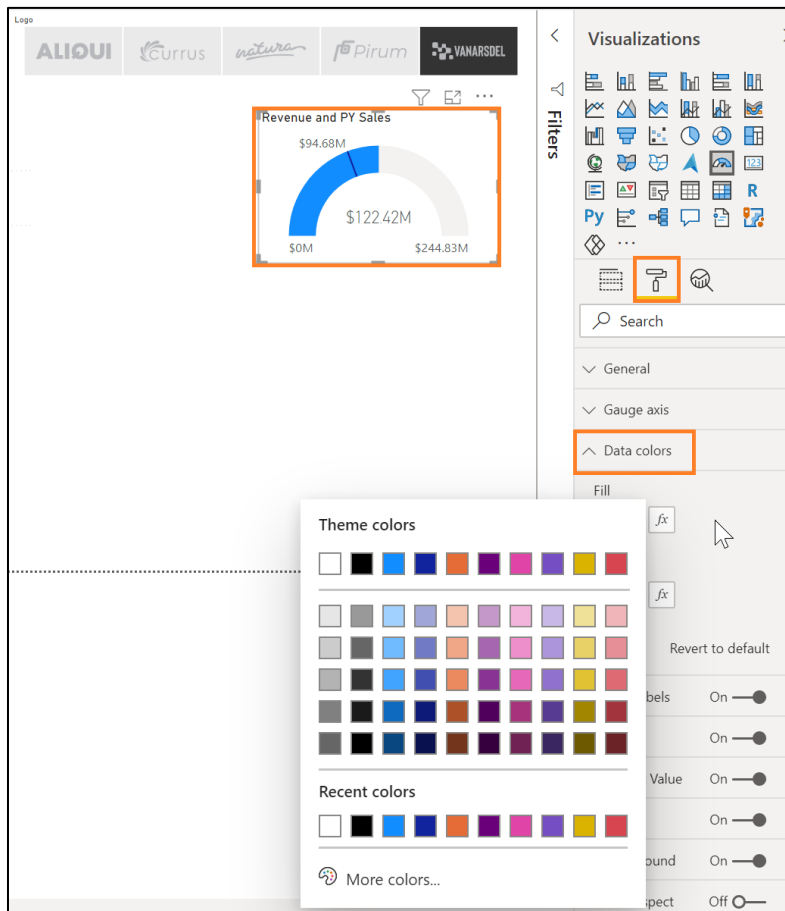 Logo
ALIQUI
Currus
natura
Pirum
VANARSDEL
Revenue and PY Sales
$94.68M
$122.42M
$0M
$244.83M
Filters
Visualizations
123
R
Py
Search
General
Gauge axis
Data colors
Fill
fx
fx
Revert to default
bels On
On
Value On
On
ound On
spect Off
Theme colors
Recent colors
More colors...